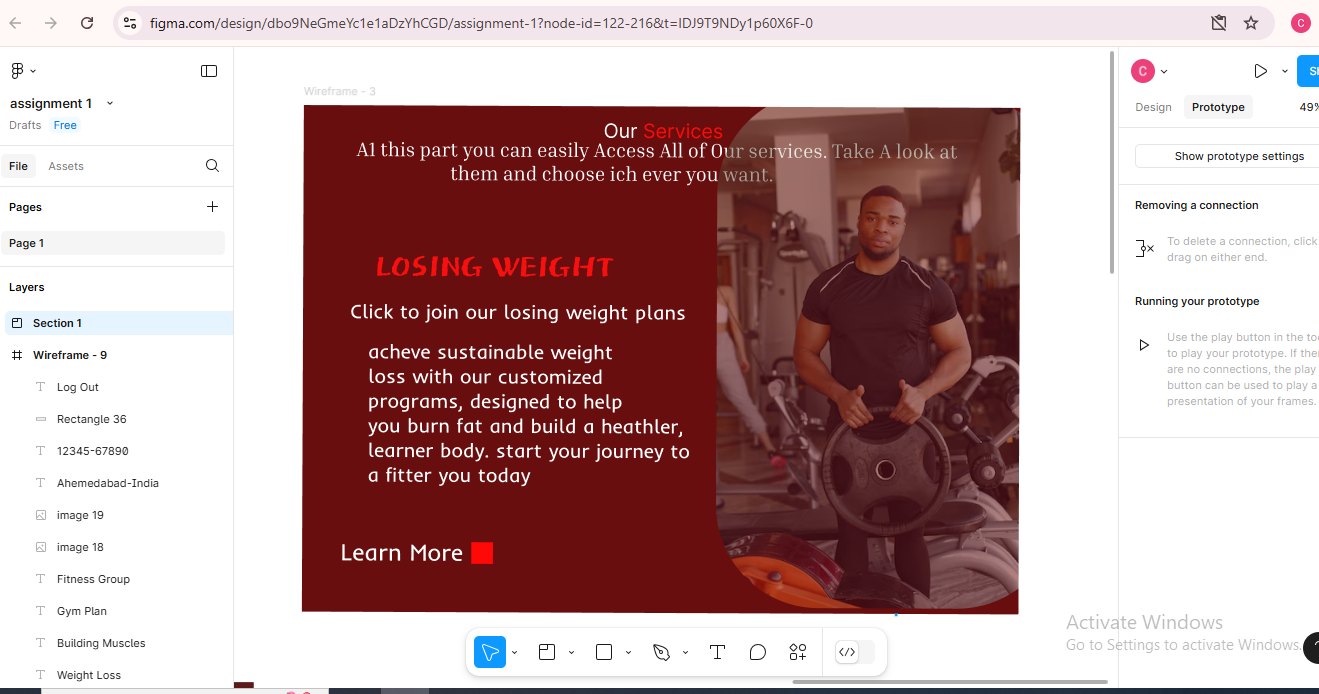 figma.com/design/dbo9NeGmeYc1e1aDzYhCGD/assignment-1?node-id=122-216&t=IDJ9T9NDy1p60X6F-0
C
assignment 1
Drafts Free
File Assets
Pages
Page 1
Layers
Section 1
Wireframe - 9
Log Out
Rectangle 36
12345-67890
Ahemedabad-India
image 19
image 18
Fitness Group
Gym Plan
Building Muscles
Weight Loss
Wireframe - 3
Our Services
A1 this part you can easily Access All of Our services. Take A look at
them and choose ich ever you want.
LOSING WEIGHT
Click to join our losing weight plans
acheve sustainable weight
loss with our customized
programs, designed to help
you burn fat and build a heathler,
learner body. start your journey to
a fitter you today
Learn More
C
Design Prototype 49%
Show prototype settings
Removing a connection
To delete a connection, click
drag on either end.
Running your prototype
Use the play button in the
to play your prototype. If
are no connections, the play
button can be used to play a
presentation of your frames.
Activate Windows
Go to Settings to activate Windows.